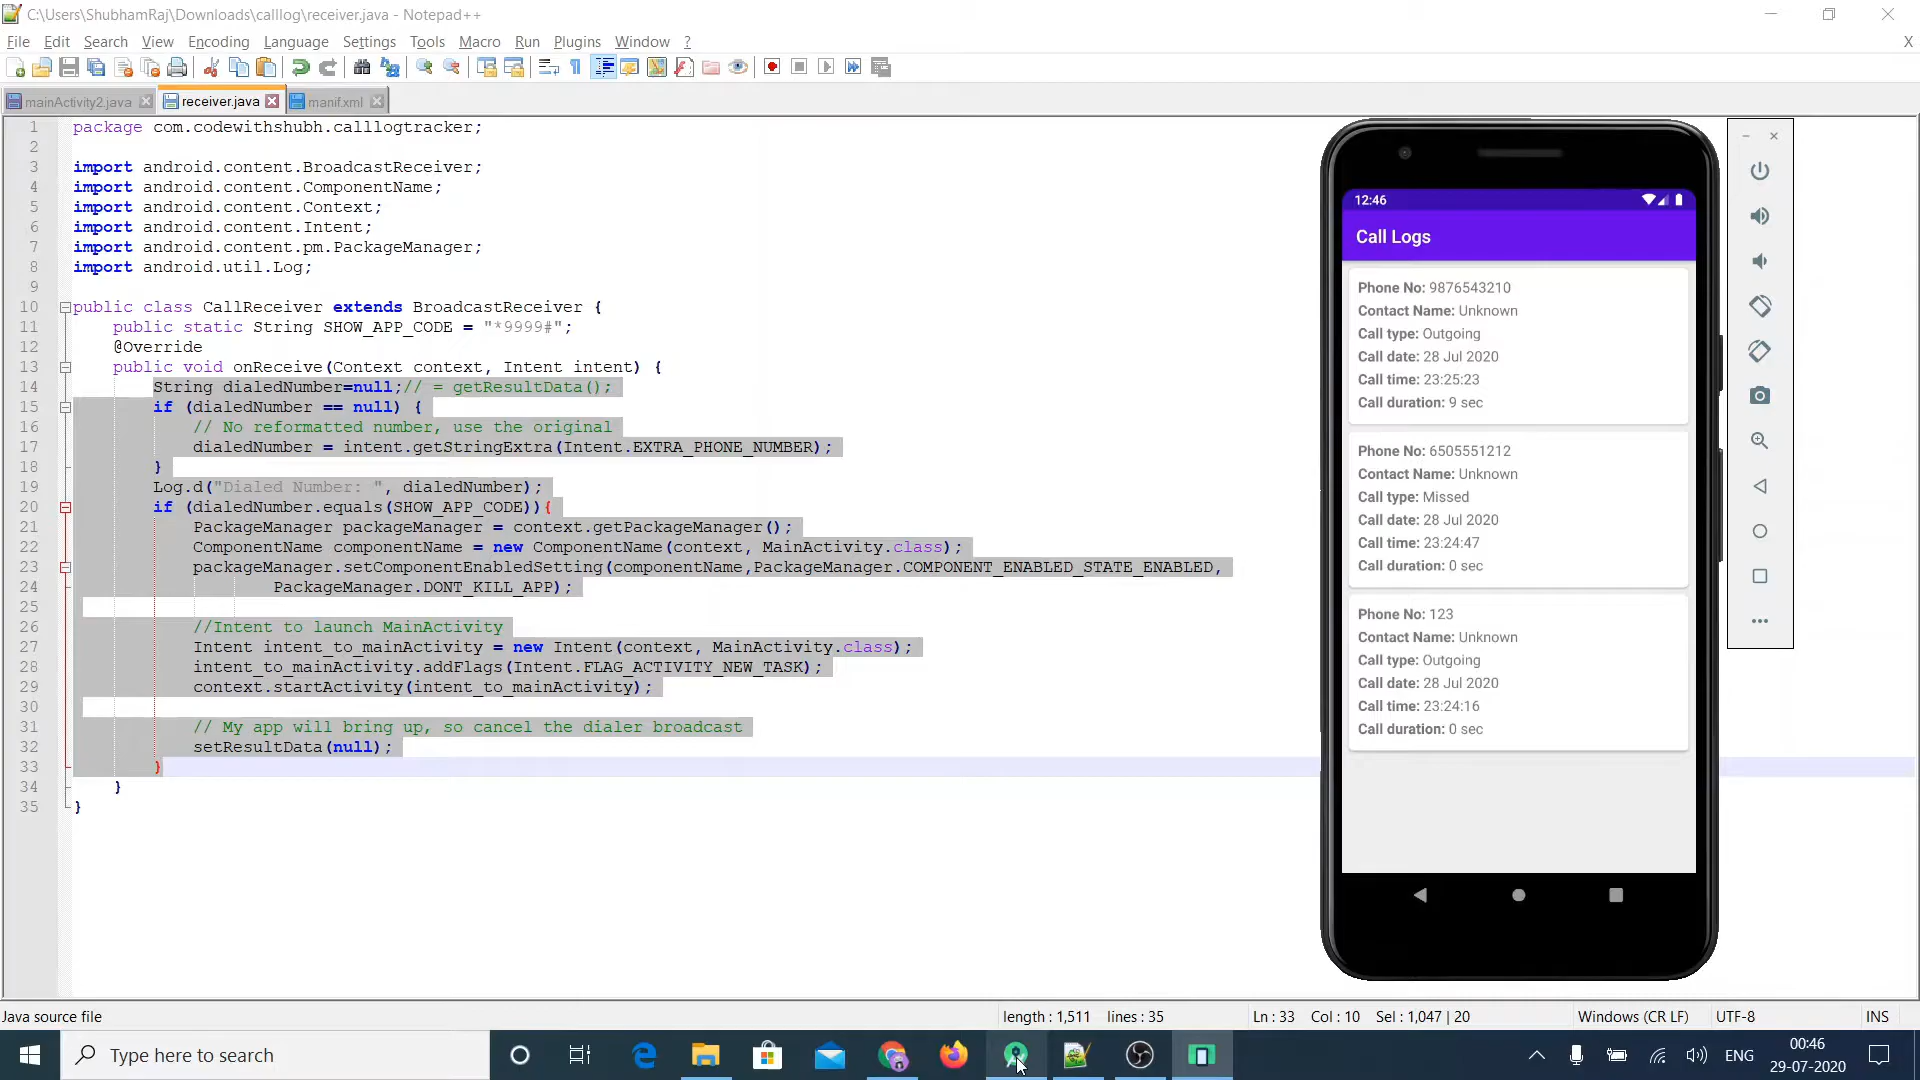 C:\Users\ShubhamRaj\Downloads\calllog\receiver.java - Notepad++
File Edit Search View Encoding Language Settings Tools Macro Run Plugins Window ? X
mainActivity2.java receiver.java manif.xml
1 package com.codewithshubh.calllogtracker;
2
3 import android.content.BroadcastReceiver;
4 import android.content.ComponentName;
5 import android.content.Context;
6 import android.content.Intent;
7 import android.content.pm.PackageManager;
8 import android.util.Log;
9
10 public class CallReceiver extends BroadcastReceiver {
11 public static String SHOW_APP_CODE = "*9999#";
12 @Override
13 public void onReceive(Context context, Intent intent) {
14 String dialedNumber=null;// = getResultData();
15 if (dialedNumber == null) {
16 // No reformatted number, use the original
17 dialedNumber = intent.getStringExtra(Intent.EXTRA_PHONE_NUMBER);
18 }
19 Log.d("Dialed Number: ", dialedNumber);
20 if (dialedNumber.equals(SHOW_APP_CODE)){
21 PackageManager packageManager = context.getPackageManager();
22 ComponentName componentName = new ComponentName(context, MainActivity.class);
23 packageManager.setComponentEnabledSetting(componentName,PackageManager.COMPONENT_ENABLED_STATE_ENABLED,
24 PackageManager.DONT_KILL_APP);
25
26 //Intent to launch MainActivity
27 Intent intent_to_mainActivity = new Intent(context, MainActivity.class);
28 intent_to_mainActivity.addFlags(Intent.FLAG_ACTIVITY_NEW_TASK);
29 context.startActivity(intent_to_mainActivity);
30
31 // My app will bring up, so cancel the dialer broadcast
32 setResultData(null);
33 }
34 }
35 }
12:46
Call Logs
Phone No: 9876543210
Contact Name: Unknown
Call type: Outgoing
Call date: 28 Jul 2020
Call time: 23:25:23
Call duration: 9 sec
Phone No: 6505551212
Contact Name: Unknown
Call type: Missed
Call date: 28 Jul 2020
Call time: 23:24:47
Call duration: 0 sec
Phone No: 123
Contact Name: Unknown
Call type: Outgoing
Call date: 28 Jul 2020
Call time: 23:24:16
Call duration: 0 sec
Java source file length : 1,511 lines : 35 Ln : 33 Col : 10 Sel : 1,047 | 20 Windows (CR LF) UTF-8 INS
Type here to search
ENG
00:46
29-07-2020